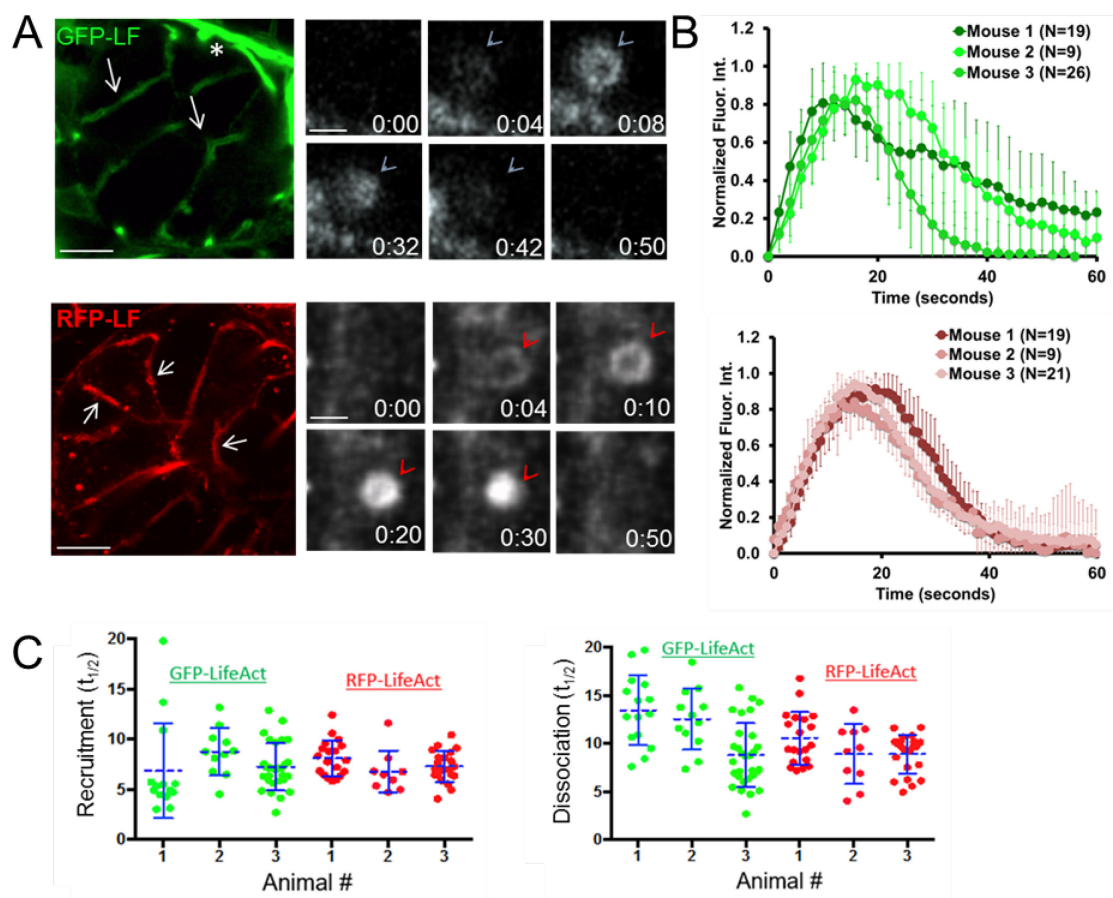 A
GFP-LF
*
0:00
0:04
0:08
0:32
0:42
0:50
RFP-LF
0:00
0:04
0:10
0:20
0:30
0:50
B
Mouse 1 (N=19)
Mouse 2 (N=9)
Mouse 3 (N=26)
Normalized Fluor. Int.
1.2
1.0
0.8
0.6
0.4
0.2
0.0
0
20
40
60
Time (seconds)
Mouse 1 (N=19)
Mouse 2 (N=9)
Mouse 3 (N=21)
Normalized Fluor. Int.
1.2
1.0
0.8
0.6
0.4
0.2
0.0
0
20
40
60
Time (seconds)
C
Recruitment (t1/2)
20
15
10
5
0
GFP-LifeAct
RFP-LifeAct
1 2 3 1 2 3
Animal #
Dissociation (t1/2)
20
15
10
5
0
GFP-LifeAct
RFP-LifeAct
1 2 3 1 2 3
Animal #